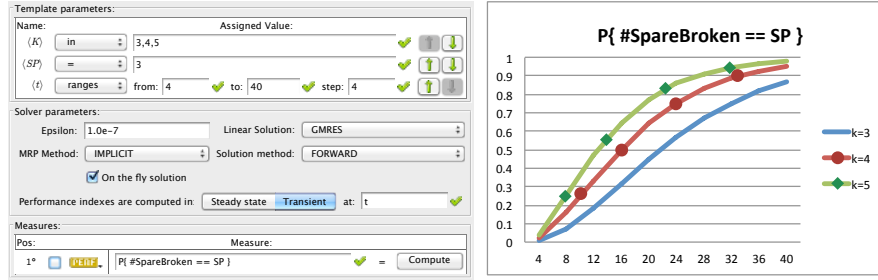 Template parameters:
Name: Assigned Value:
⟨K⟩ in 3,4,5
⟨SP⟩ = 3
⟨t⟩ ranges from: 4 to: 40 step: 4
Solver parameters:
Epsilon: 1.0e-7 Linear Solution: GMRES
MRP Method: IMPLICIT Solution method: FORWARD
On the fly solution
Performance indexes are computed in: Steady state Transient at: t
Measures:
Pos: Measure:
1° PERF P{ #SpareBroken == SP } = Compute
P{ #SpareBroken == SP }
1
0.9
0.8
0.7
0.6
0.5
0.4
0.3
0.2
0.1
0
4 8 12 16 20 24 28 32 36 40
k=3
k=4
k=5